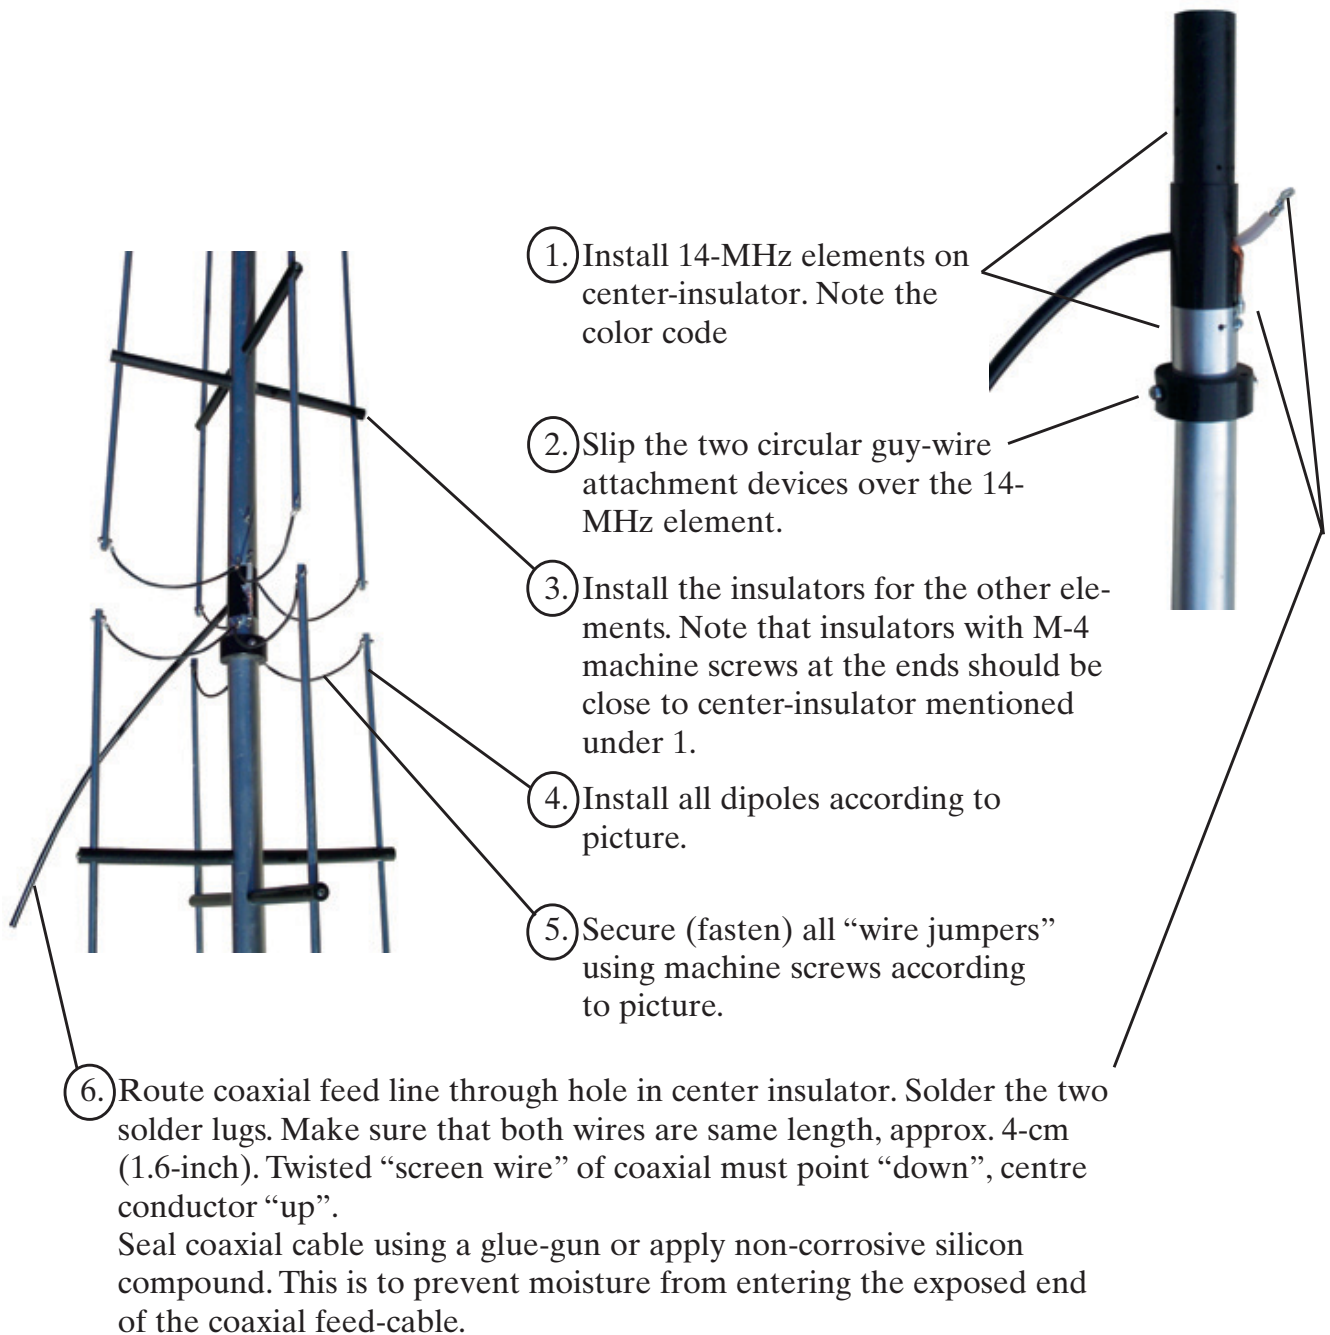 1. Install 14-MHz elements on
center-insulator. Note the
color code
2. Slip the two circular guy-wire
attachment devices over the 14-
MHz element.
3. Install the insulators for the other ele-
ments. Note that insulators with M-4
machine screws at the ends should be
close to center-insulator mentioned
under 1.
4. Install all dipoles according to
picture.
5. Secure (fasten) all “wire jumpers”
using machine screws according
to picture.
6. Route coaxial feed line through hole in center insulator. Solder the two
solder lugs. Make sure that both wires are same length, approx. 4-cm
(1.6-inch). Twisted “screen wire” of coaxial must point “down”, centre
conductor “up”.
Seal coaxial cable using a glue-gun or apply non-corrosive silicon
compound. This is to prevent moisture from entering the exposed end
of the coaxial feed-cable.